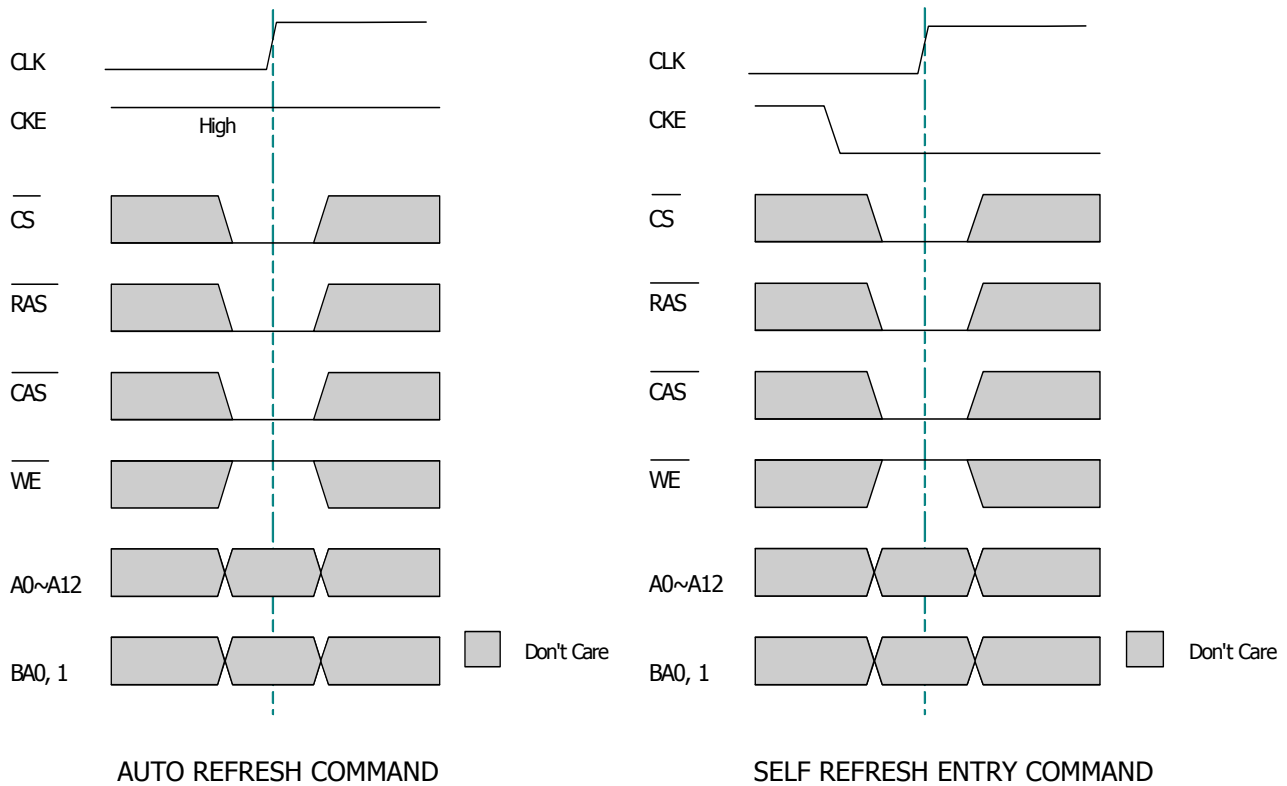 CLK
CKE
High
CS
RAS
CAS
WE
A0~A12
BA0, 1
Don't Care
AUTO REFRESH COMMAND
CLK
CKE
CS
RAS
CAS
WE
A0~A12
BA0, 1
Don't Care
SELF REFRESH ENTRY COMMAND